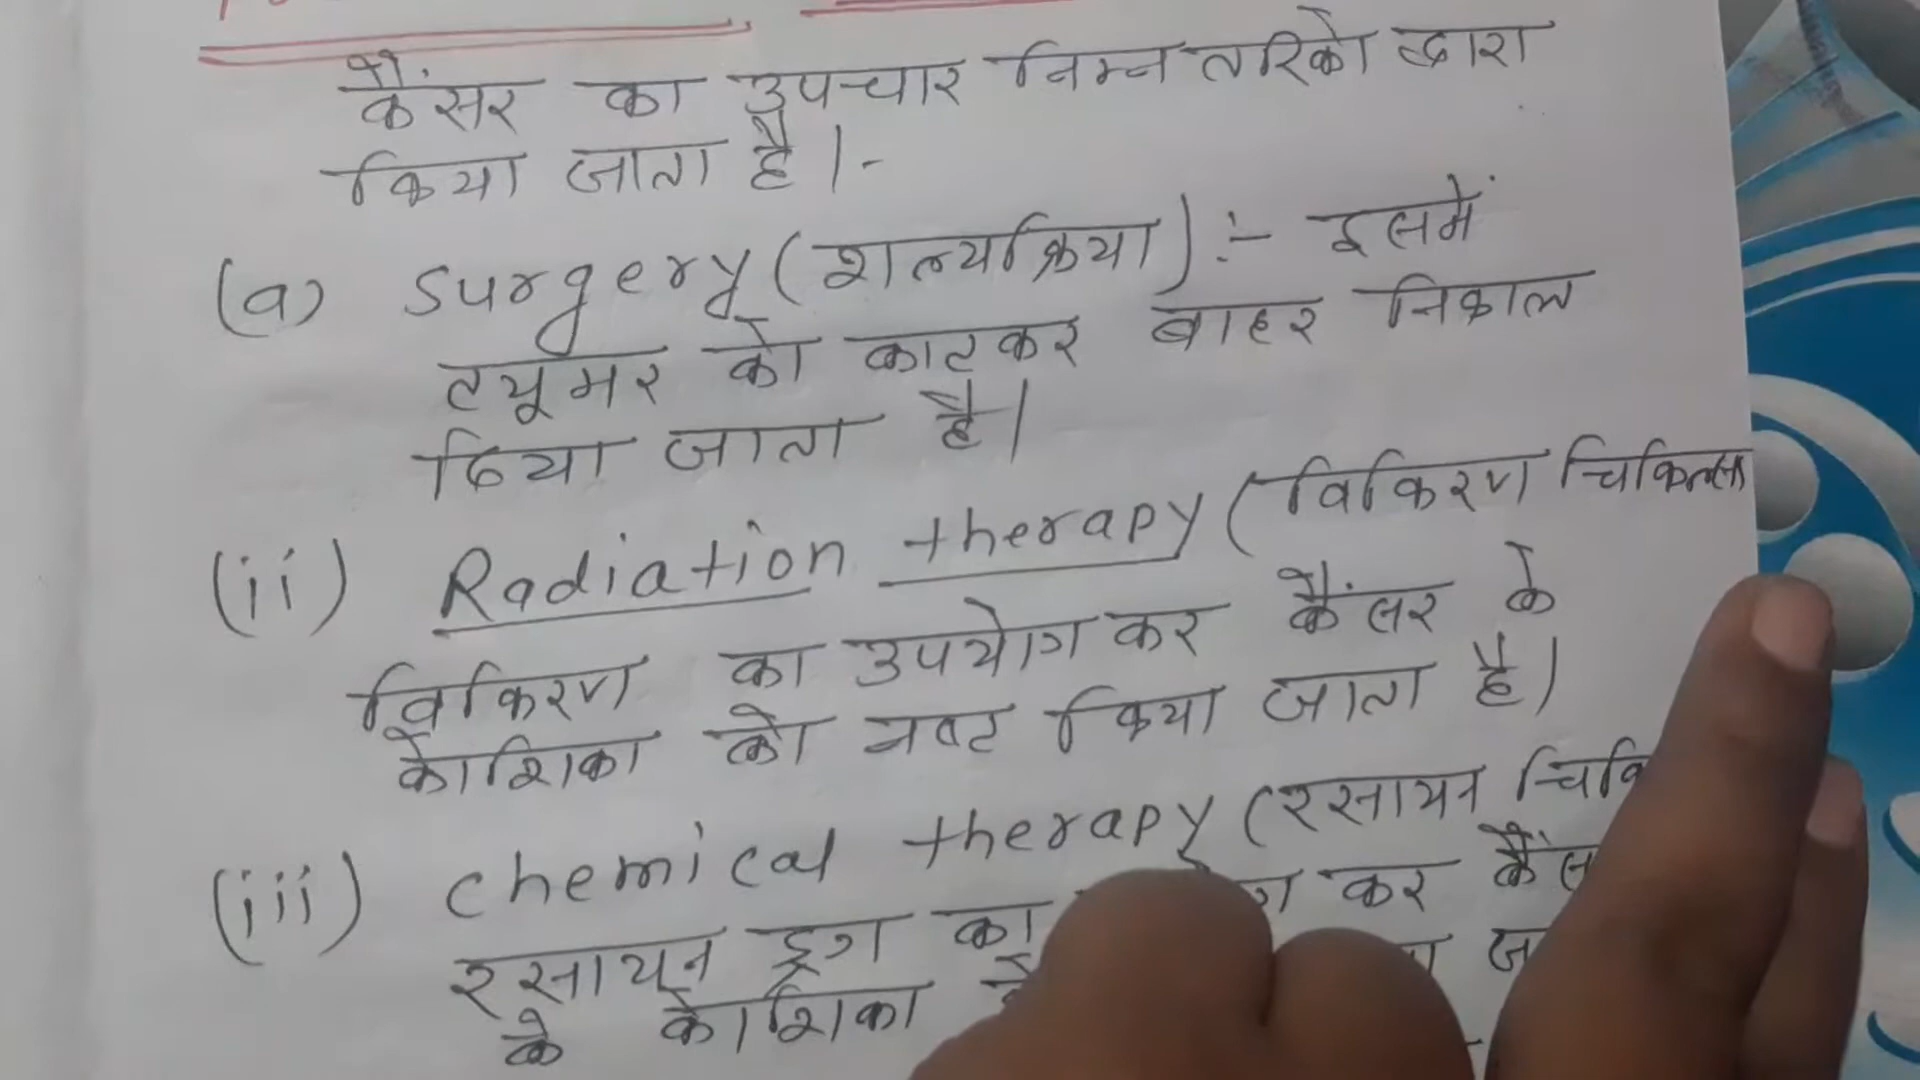 कैंसर का उपचार निम्न तरिको द्वारा
किया जाता है।-
(a) Surgery (शल्यक्रिया) :- इसमें
ट्यूमर को काटकर बाहर निकाल
दिया जाता है।
(ii) Radiation therapy (विकिरण चिकित्सा
विकिरण का उपयोग कर कैंसर के
कोशिका को नष्ट किया जाता है।
(iii) chemical therapy (रसायन
रसायन ड्रग का कर
के कोशिका